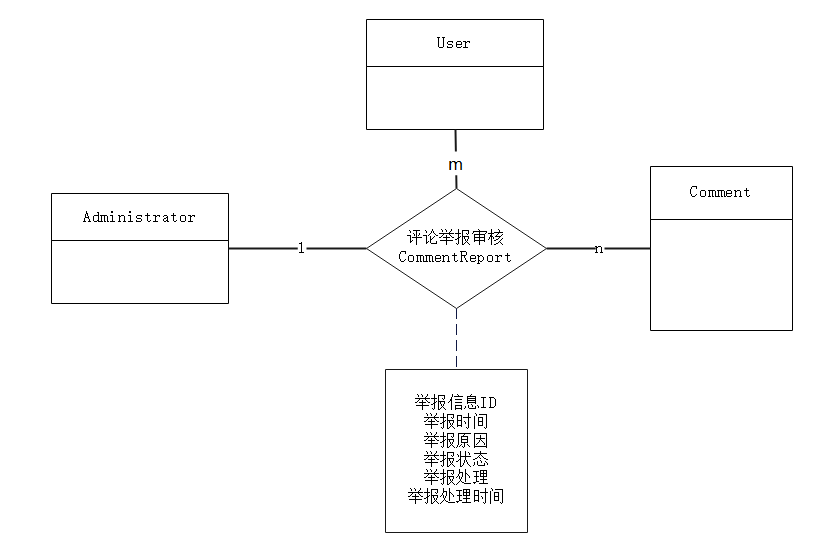 User
m
Administrator
1
评论举报审核
CommentReport
n
Comment
举报信息ID
举报时间
举报原因
举报状态
举报处理
举报处理时间